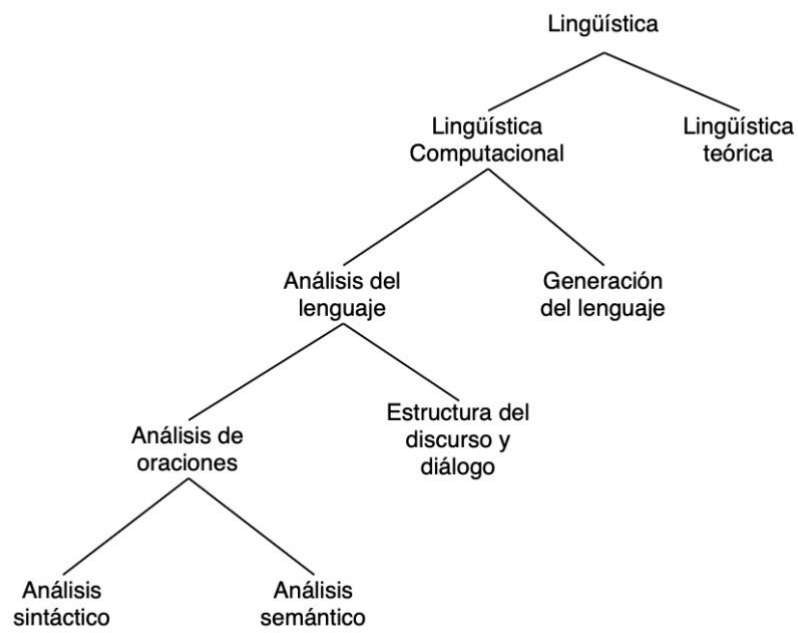 Lingüística
Lingüística
Computacional
Lingüística
teórica
Análisis del
lenguaje
Generación
del lenguaje
Análisis de
oraciones
Estructura del
discurso y
diálogo
Análisis
sintáctico
Análisis
semántico